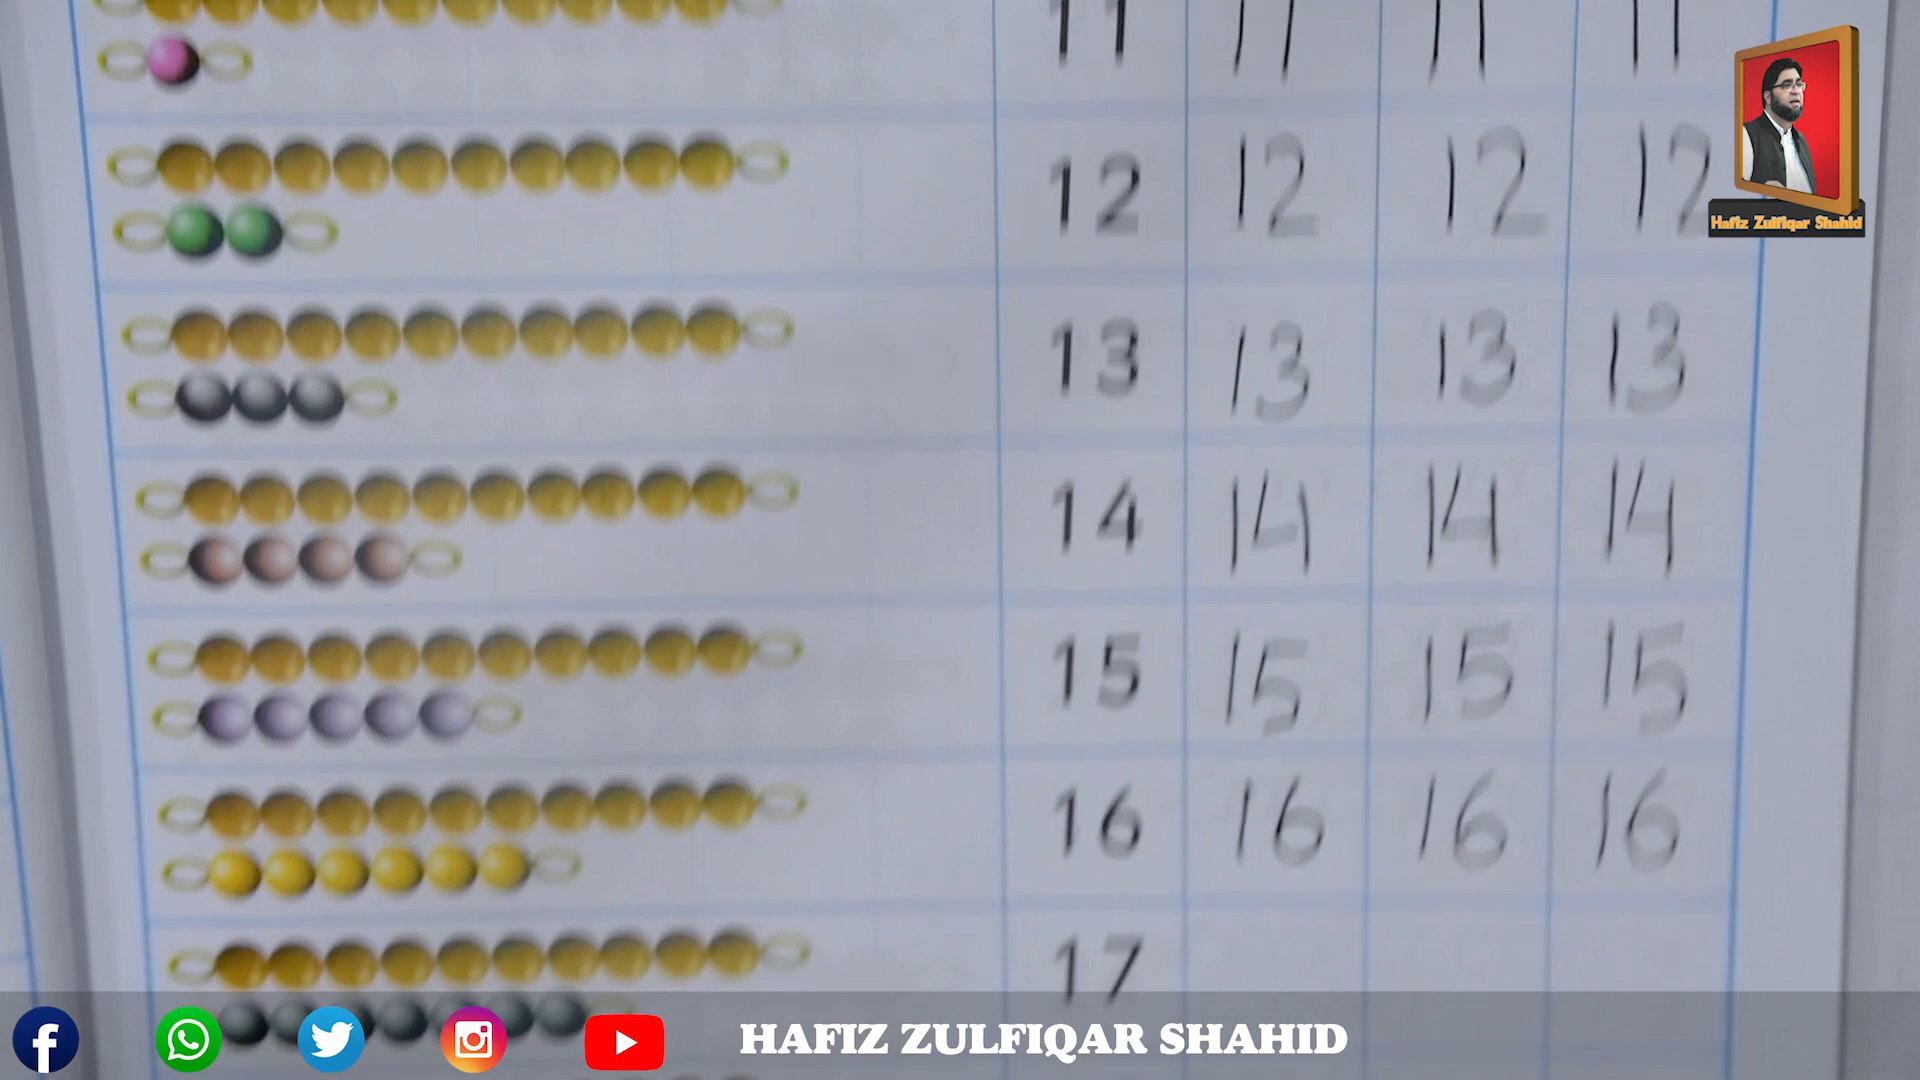 11 11 11 11
12 12 12 12
Hafiz Zulfiqar Shahid
13 13 13 13
14 14 14 14
15 15 15 15
16 16 16 16
17
HAFIZ ZULFIQAR SHAHID